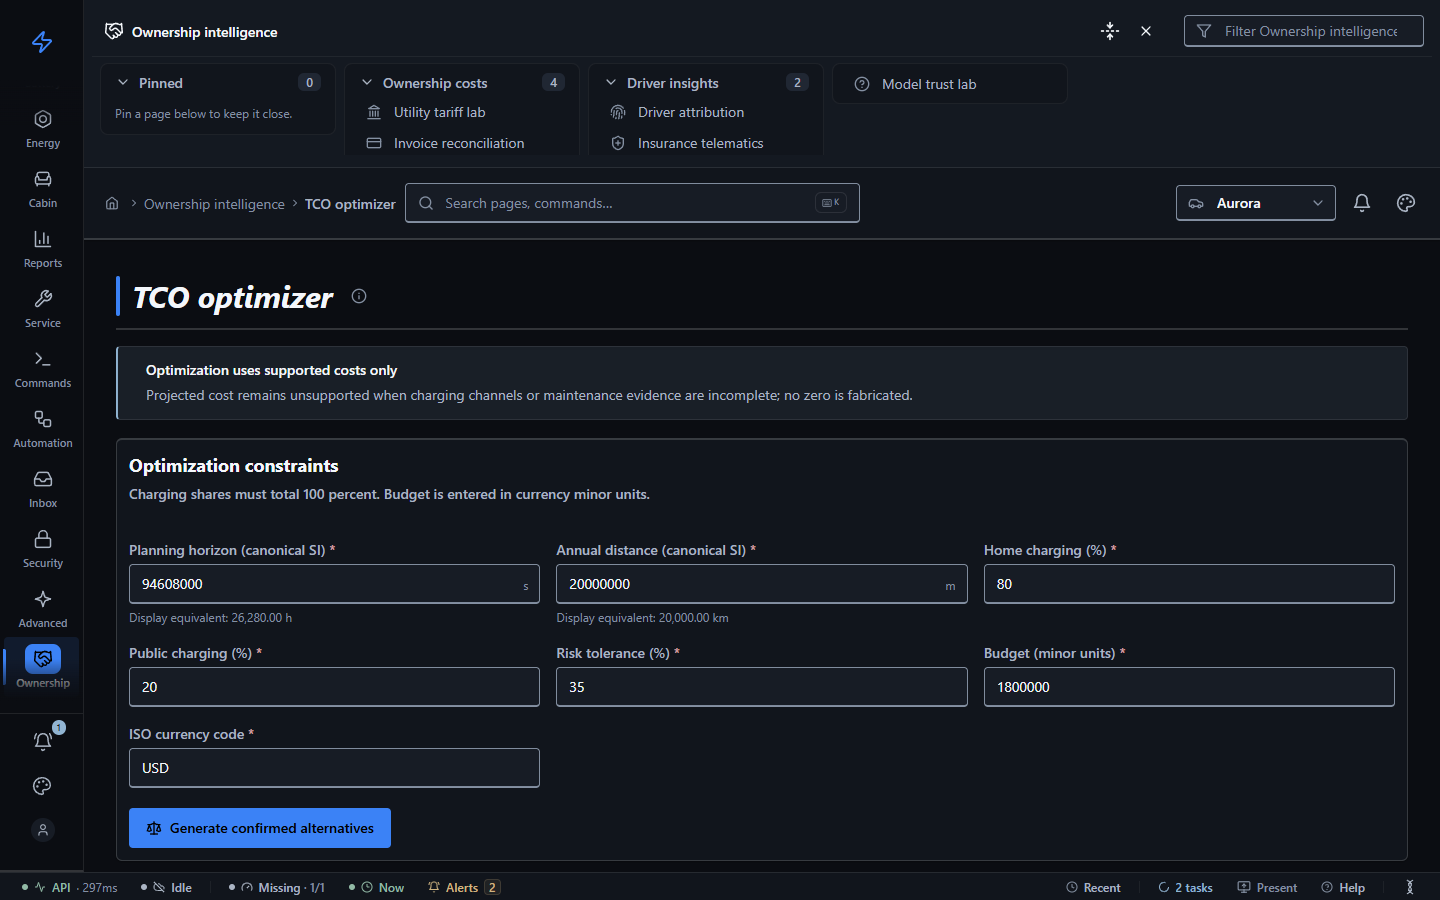 Ownership intelligence
Filter Ownership intelligence
Pinned 0
Pin a page below to keep it close.
Ownership costs 4
Utility tariff lab
Invoice reconciliation
Driver insights 2
Driver attribution
Insurance telematics
Model trust lab
Energy
Cabin
Reports
Service
Commands
Automation
Inbox
Security
Advanced
Ownership
1
Ownership intelligence
TCO optimizer
Search pages, commands...
K
Aurora
TCO optimizer
Optimization uses supported costs only
Projected cost remains unsupported when charging channels or maintenance evidence are incomplete; no zero is fabricated.
Optimization constraints
Charging shares must total 100 percent. Budget is entered in currency minor units.
Planning horizon (canonical SI) *
94608000 s
Display equivalent: 26,280.00 h
Annual distance (canonical SI) *
20000000 m
Display equivalent: 20,000.00 km
Home charging (%) *
80
Public charging (%) *
20
Risk tolerance (%) *
35
Budget (minor units) *
1800000
ISO currency code *
USD
Generate confirmed alternatives
API · 297ms
Idle
Missing · 1/1
Now
Alerts 2
Recent
2 tasks
Present
Help